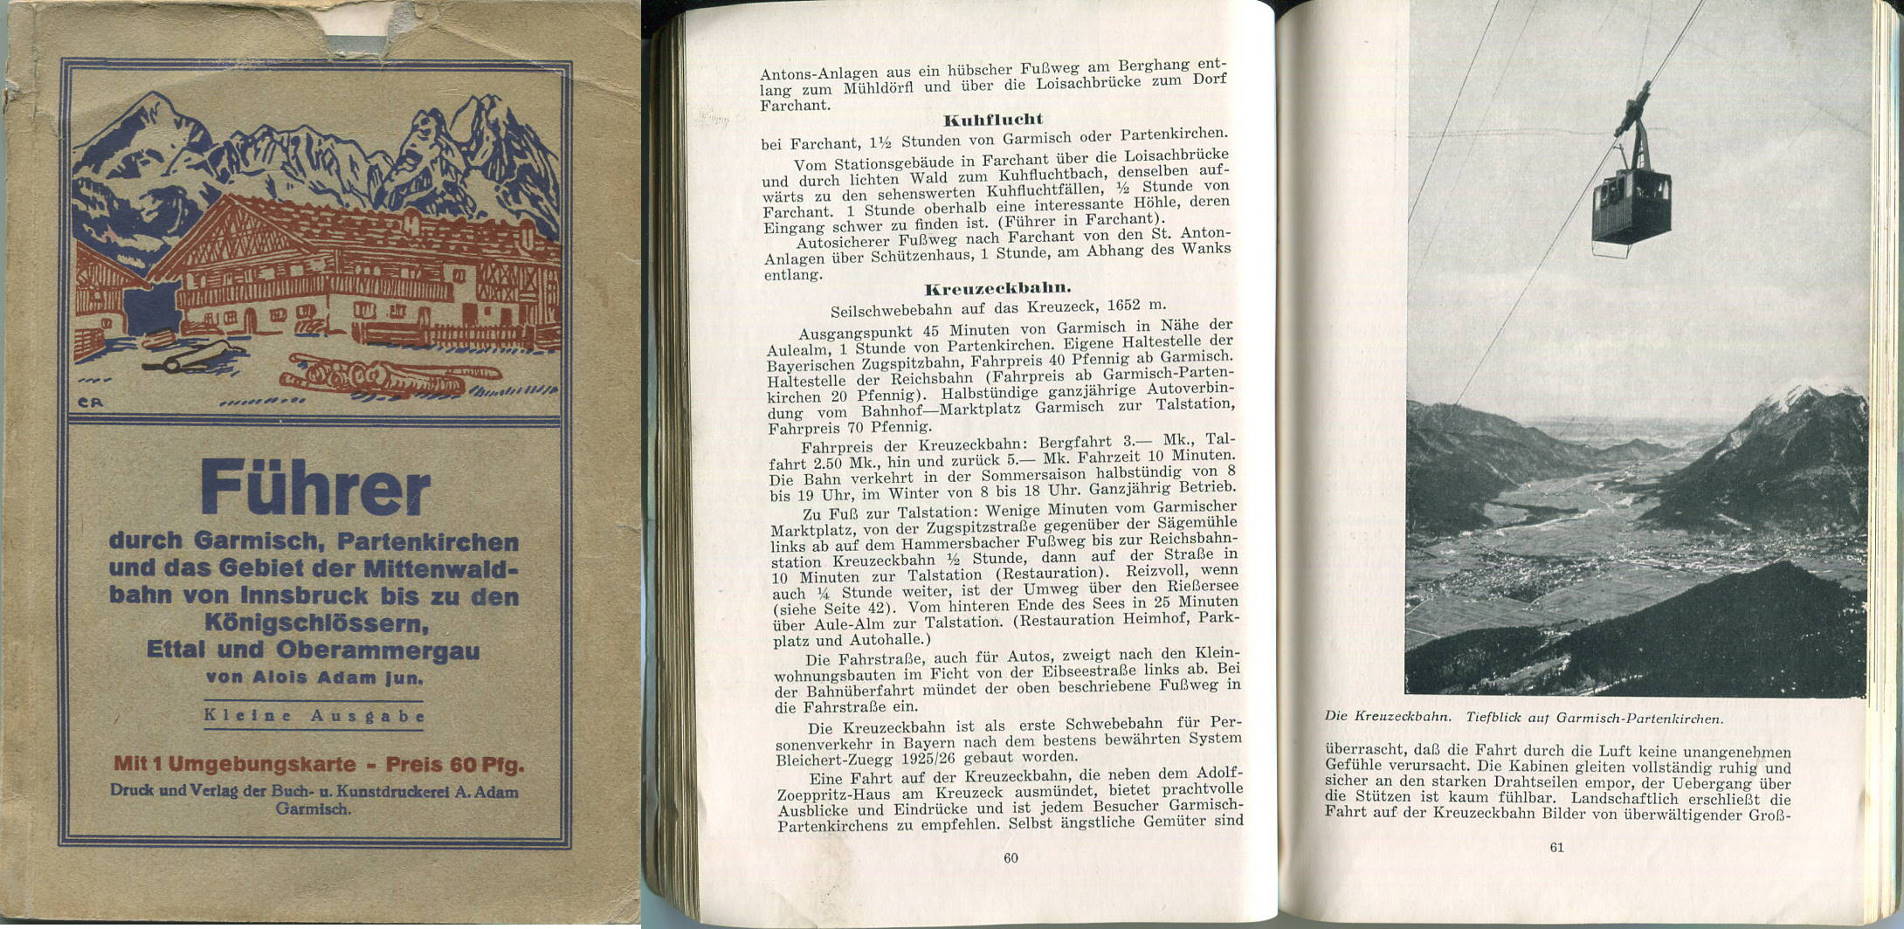 CR
Führer
durch Garmisch, Partenkirchen
und das Gebiet der Mittenwald-
bahn von Innsbruck bis zu den
Königschlössern,
Ettal und Oberammergau
von Alois Adam jun.
Kleine Ausgabe
Mit 1 Umgebungskarte - Preis 60 Pfg.
Druck und Verlag der Buch- u. Kunstdruckerei A. Adam
Garmisch.
Antons-Anlagen aus ein hübscher Fußweg am Berghang ent-
lang zum Mühldörfl und über die Loisachbrücke zum Dorf
Farchant.
Kuhflucht
bei Farchant, 1½ Stunden von Garmisch oder Partenkirchen.
Vom Stationsgebäude in Farchant über die Loisachbrücke
und durch lichten Wald zum Kuhfluchtbach, denselben auf-
wärts zu den sehenswerten Kuhfluchtfällen, ½ Stunde von
Farchant. 1 Stunde oberhalb eine interessante Höhle, deren
Eingang schwer zu finden ist. (Führer in Farchant).
Autosicherer Fußweg nach Farchant von den St. Anton-
Anlagen über Schützenhaus, 1 Stunde, am Abhang des Wanks
entlang.
Kreuzeckbahn.
Seilschwebebahn auf das Kreuzeck, 1652 m.
Ausgangspunkt 45 Minuten von Garmisch in Nähe der
Aulealm, 1 Stunde von Partenkirchen. Eigene Haltestelle der
Bayerischen Zugspitzbahn, Fahrpreis 40 Pfennig ab Garmisch.
Haltestelle der Reichsbahn (Fahrpreis ab Garmisch-Parten-
kirchen 20 Pfennig). Halbstündige ganzjährige Autoverbin-
dung vom Bahnhof—Marktplatz Garmisch zur Talstation,
Fahrpreis 70 Pfennig.
Fahrpreis der Kreuzeckbahn: Bergfahrt 3.— Mk., Tal-
fahrt 2.50 Mk., hin und zurück 5.— Mk. Fahrzeit 10 Minuten.
Die Bahn verkehrt in der Sommersaison halbstündig von 8
bis 19 Uhr, im Winter von 8 bis 18 Uhr. Ganzjährig Betrieb.
Zu Fuß zur Talstation: Wenige Minuten vom Garmischer
Marktplatz, von der Zugspitzstraße gegenüber der Sägemühle
links ab auf dem Hammersbacher Fußweg bis zur Reichsbahn-
station Kreuzeckbahn ½ Stunde, dann auf der Straße in
10 Minuten zur Talstation (Restauration). Reizvoll, wenn
auch ¼ Stunde weiter, ist der Umweg über den Rießersee
(siehe Seite 42). Vom hinteren Ende des Sees in 25 Minuten
über Aule-Alm zur Talstation. (Restauration Heimhof, Park-
platz und Autohalle.)
Die Fahrstraße, auch für Autos, zweigt nach den Klein-
wohnungsbauten im Ficht von der Eibseestraße links ab. Bei
der Bahnüberfahrt mündet der oben beschriebene Fußweg in
die Fahrstraße ein.
Die Kreuzeckbahn ist als erste Schwebebahn für Per-
sonenverkehr in Bayern nach dem bestens bewährten System
Bleichert-Zuegg 1925/26 gebaut worden.
Eine Fahrt auf der Kreuzeckbahn, die neben dem Adolf-
Zoeppritz-Haus am Kreuzeck ausmündet, bietet prachtvolle
Ausblicke und Eindrücke und ist jedem Besucher Garmisch-
Partenkirchens zu empfehlen. Selbst ängstliche Gemüter sind
60
Die Kreuzeckbahn. Tiefblick auf Garmisch-Partenkirchen.
überrascht, daß die Fahrt durch die Luft keine unangenehmen
Gefühle verursacht. Die Kabinen gleiten vollständig ruhig und
sicher an den starken Drahtseilen empor, der Uebergang über
die Stützen ist kaum fühlbar. Landschaftlich erschließt die
Fahrt auf der Kreuzeckbahn Bilder von überwältigender Groß-
61